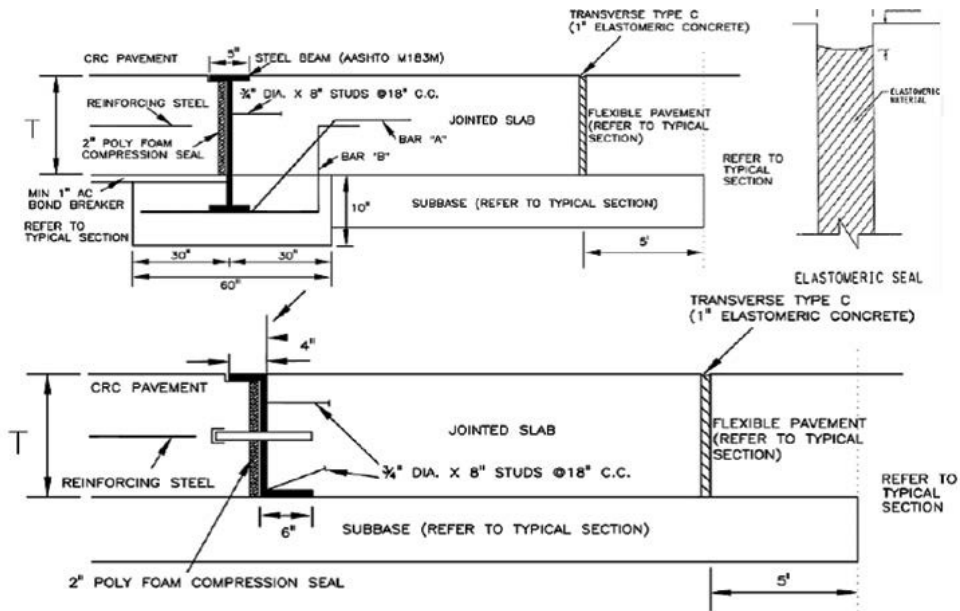 TRANSVERSE TYPE C
(1" ELASTOMERIC CONCRETE)
5"
CRC PAVEMENT
STEEL BEAM (AASHTO M183M)
¾" DIA. X 8" STUDS @18" C.C.
REINFORCING STEEL
T
2" POLY FOAM
COMPRESSION SEAL
JOINTED SLAB
BAR "A"
BAR "B"
FLEXIBLE PAVEMENT
(REFER TO TYPICAL
SECTION)
REFER TO
TYPICAL
SECTION
ELASTOMERIC
MATERIAL
MIN 1" AC
BOND BREAKER
REFER TO
TYPICAL SECTION
10"
SUBBASE (REFER TO TYPICAL SECTION)
30"
30"
60"
5'
ELASTOMERIC SEAL
TRANSVERSE TYPE C
(1" ELASTOMERIC CONCRETE)
4"
CRC PAVEMENT
T
JOINTED SLAB
FLEXIBLE PAVEMENT
(REFER TO TYPICAL
SECTION)
REINFORCING STEEL
¾" DIA. X 8" STUDS @18" C.C.
REFER TO
TYPICAL
SECTION
6"
SUBBASE (REFER TO TYPICAL SECTION)
2" POLY FOAM COMPRESSION SEAL
5'